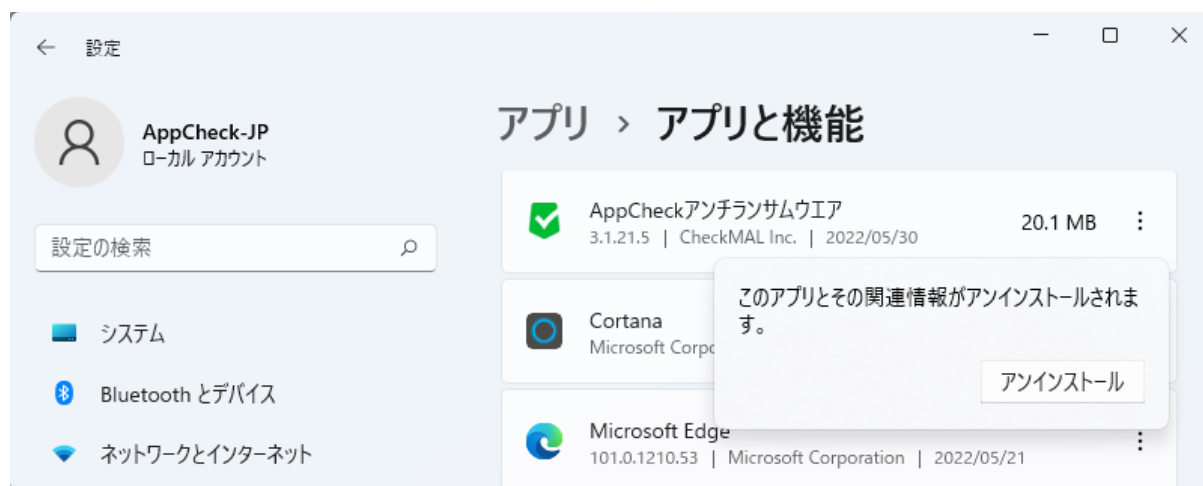 設定
AppCheck-JP
ローカル アカウント
設定の検索
システム
Bluetooth とデバイス
ネットワークとインターネット
アプリ › アプリと機能
AppCheckアンチランサムウエア
3.1.21.5 | CheckMAL Inc. | 2022/05/30
20.1 MB
このアプリとその関連情報がアンインストールされま
す。
アンインストール
Cortana
Microsoft Corpo
Microsoft Edge
101.0.1210.53 | Microsoft Corporation | 2022/05/21